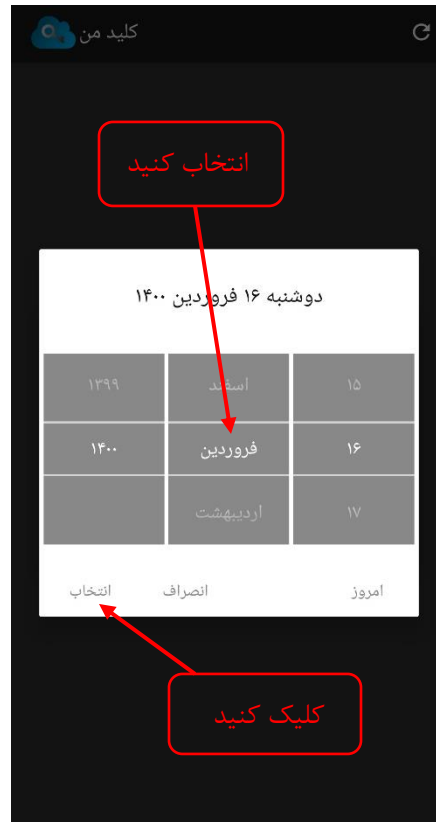 کلید من
انتخاب کنید
دوشنبه ۱۶ فروردین ۱۴۰۰
۱۵ اسفند ۱۳۹۹
۱۶ فروردین ۱۴۰۰
۱۷ اردیبهشت
امروز انصراف انتخاب
کلیک کنید